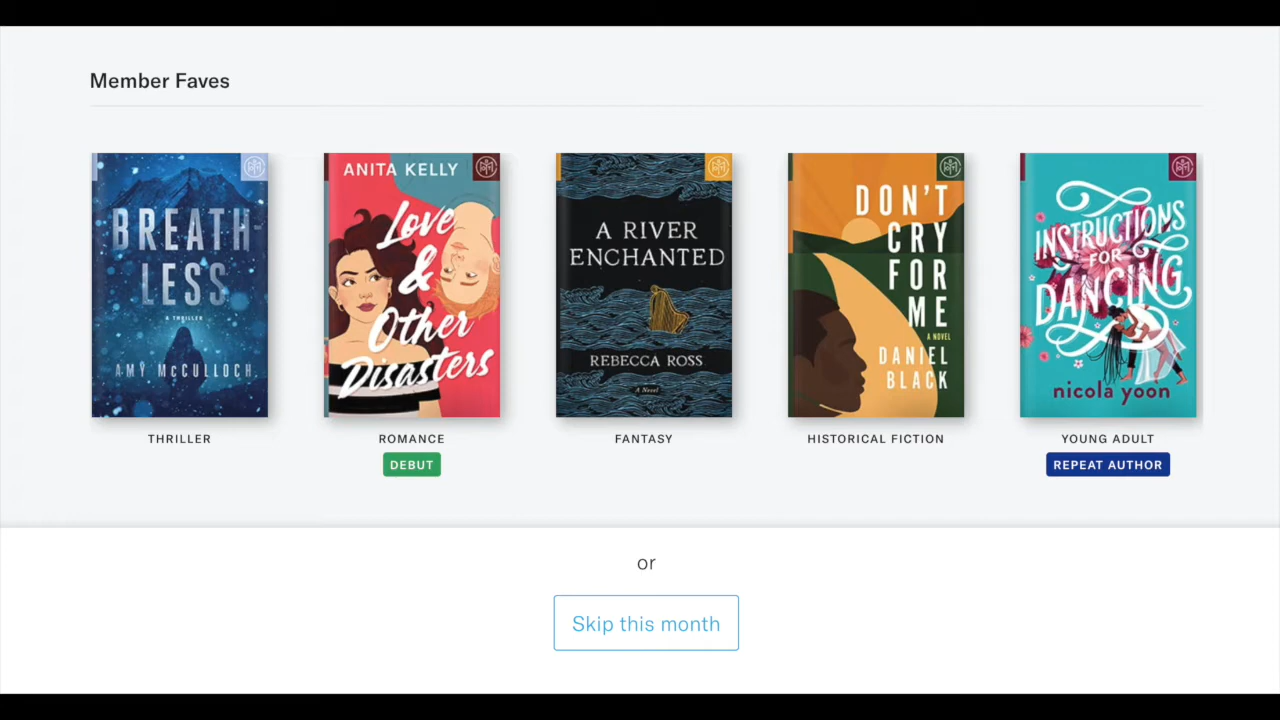 Member Faves
BREATH
LESS
A THRILLER
AMY McCULLOCH
ANITA KELLY
Love
&
Other
Disasters
A RIVER
ENCHANTED
REBECCA ROSS
A Novel
DON'T
CRY
FOR
ME
A NOVEL
DANIEL
BLACK
INSTRUCTIONS
FOR
DANCING
nicola yoon
THRILLER
ROMANCE
FANTASY
HISTORICAL FICTION
YOUNG ADULT
DEBUT
REPEAT AUTHOR
or
Skip this month